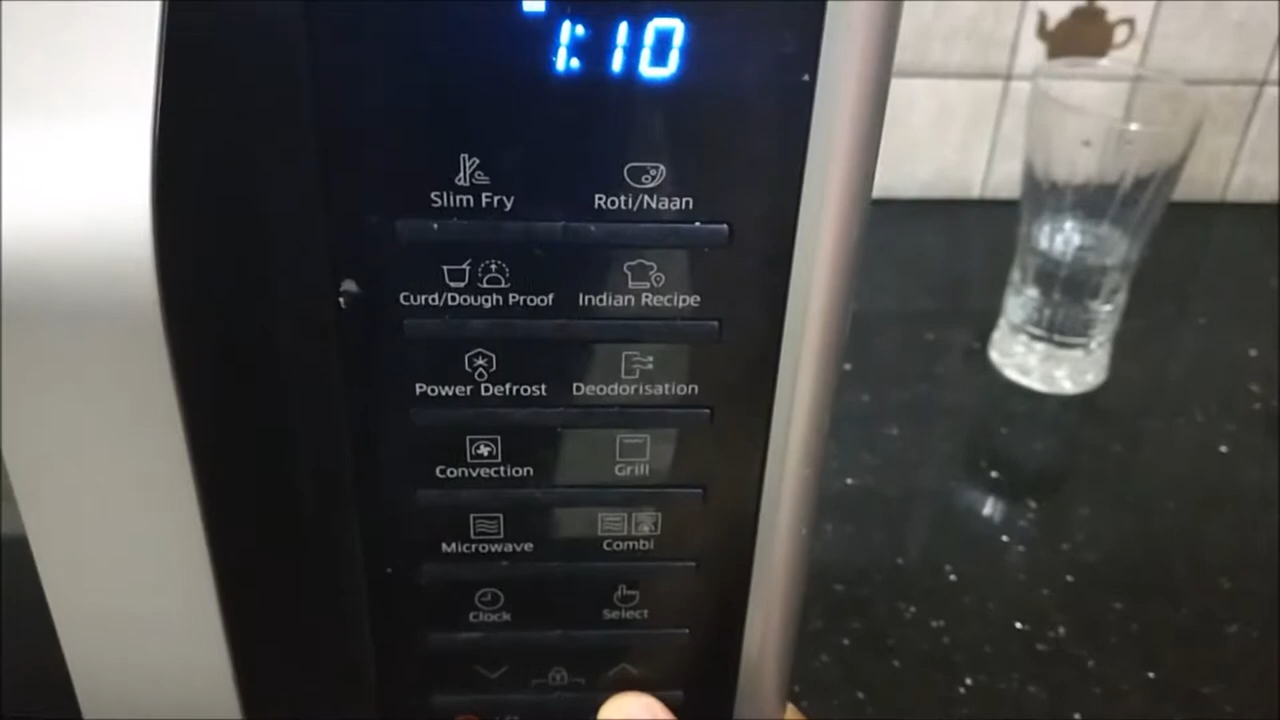 1:10
Slim Fry Roti/Naan
Curd/Dough Proof Indian Recipe
Power Defrost Deodorisation
Convection Grill
Microwave Combi
Clock Select